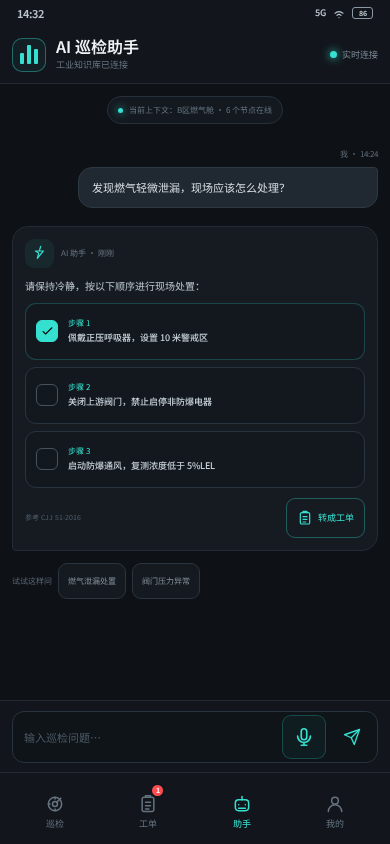 14:32
5G
86
AI 巡检助手
工业知识库已连接
实时连接
当前上下文：B区燃气舱 • 6 个节点在线
我 • 14:24
发现燃气轻微泄漏，现场应该怎么处理？
AI 助手 • 刚刚
请保持冷静，按以下顺序进行现场处置：
步骤 1
佩戴正压呼吸器，设置 10 米警戒区
步骤 2
关闭上游阀门，禁止启停非防爆电器
步骤 3
启动防爆通风，复测浓度低于 5%LEL
参考 CJJ 51-2016
转成工单
试试这样问
燃气泄漏处置
阀门压力异常
输入巡检问题…
1
巡检
工单
助手
我的